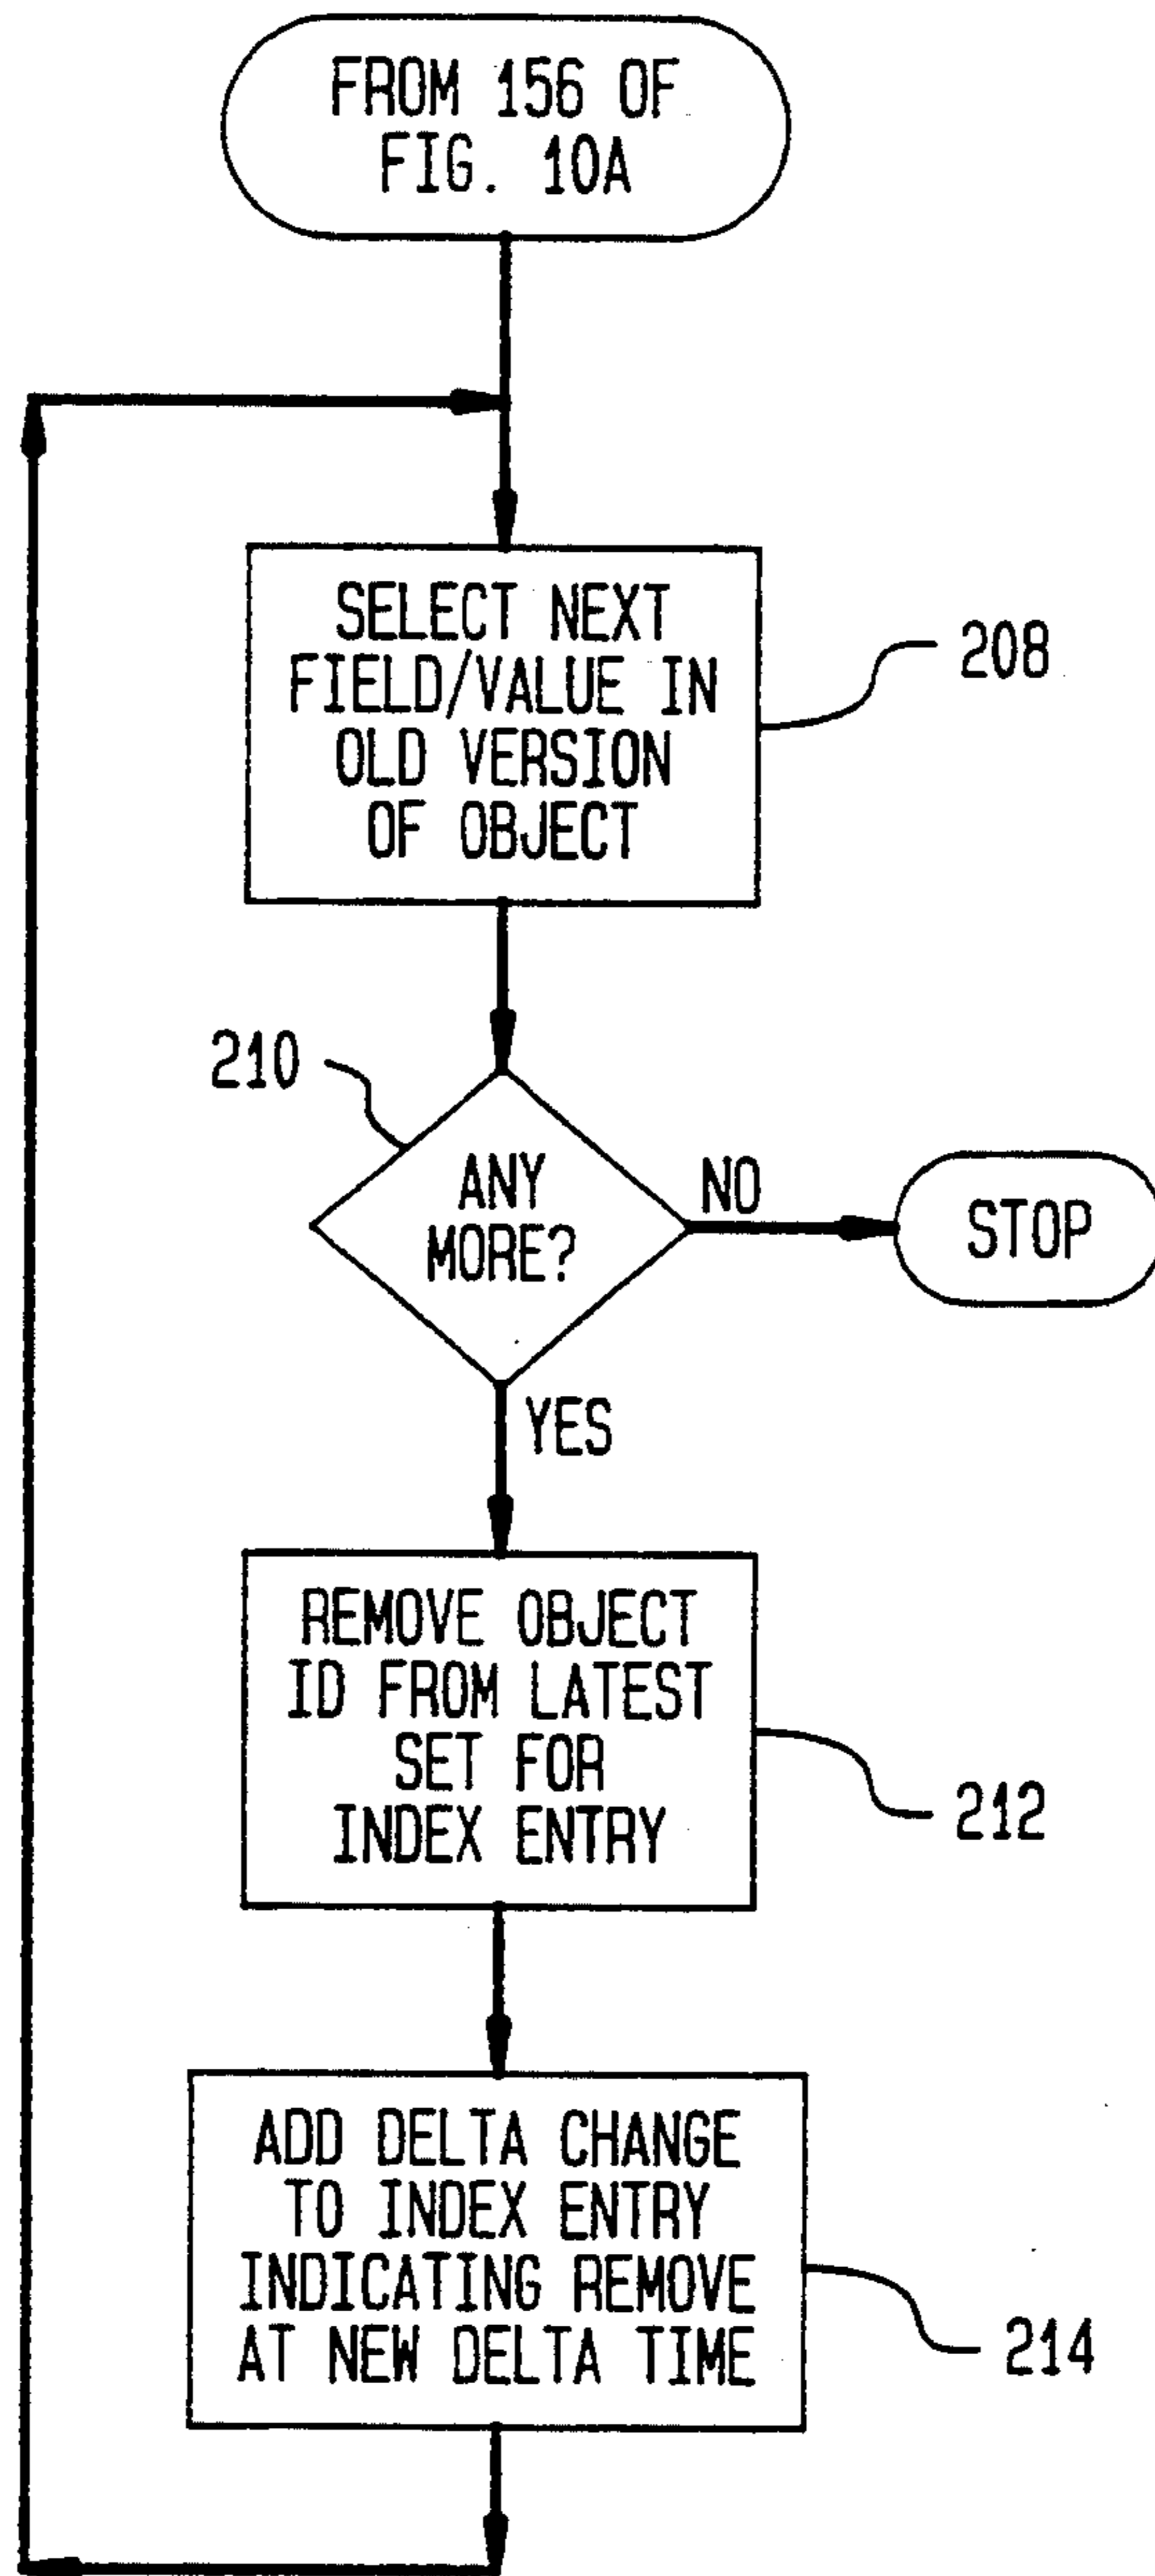 FROM 156 OF
FIG. 10A
SELECT NEXT
FIELD/VALUE IN
OLD VERSION
OF OBJECT
208
210
ANY
MORE?
NO
STOP
YES
REMOVE OBJECT
ID FROM LATEST
SET FOR
INDEX ENTRY
212
ADD DELTA CHANGE
TO INDEX ENTRY
INDICATING REMOVE
AT NEW DELTA TIME
214